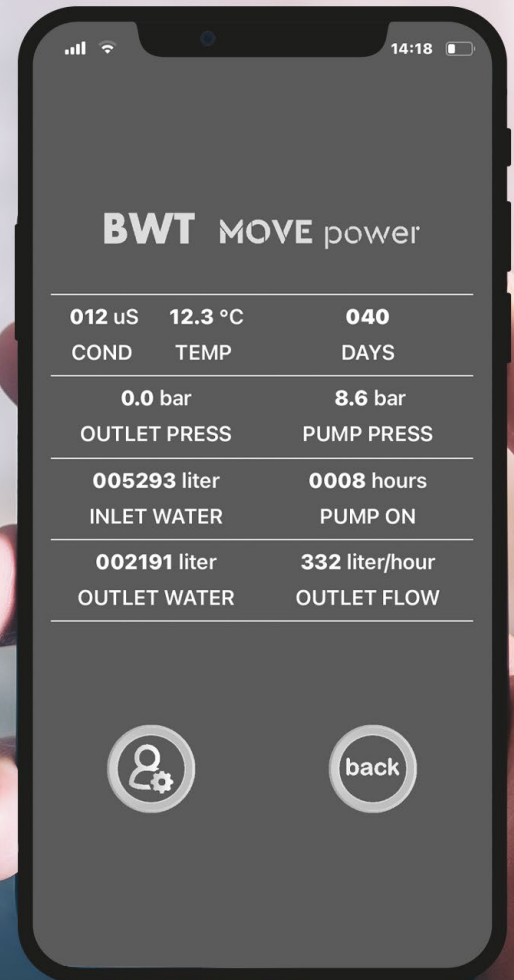 14:18
BWT MOVE power
012 uS 12.3 °C 040
COND TEMP DAYS
0.0 bar 8.6 bar
OUTLET PRESS PUMP PRESS
005293 liter 0008 hours
INLET WATER PUMP ON
002191 liter 332 liter/hour
OUTLET WATER OUTLET FLOW
back